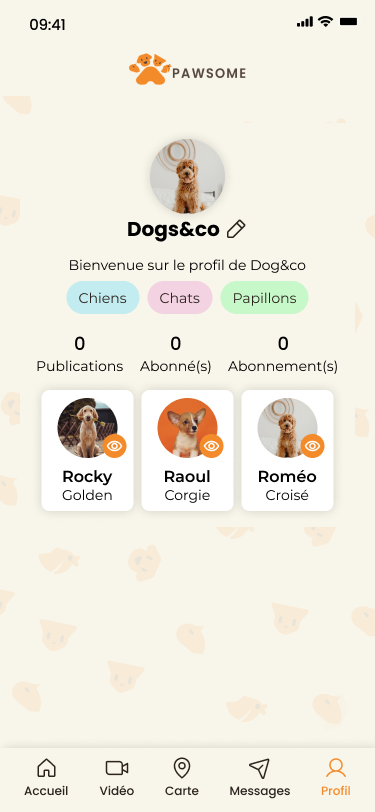 09:41
PAWSOME
Dogs&co
Bienvenue sur le profil de Dog&co
Chiens Chats Papillons
0 0 0
Publications Abonné(s) Abonnement(s)
Rocky Raoul Roméo
Golden Corgie Croisé
Accueil Vidéo Carte Messages Profil